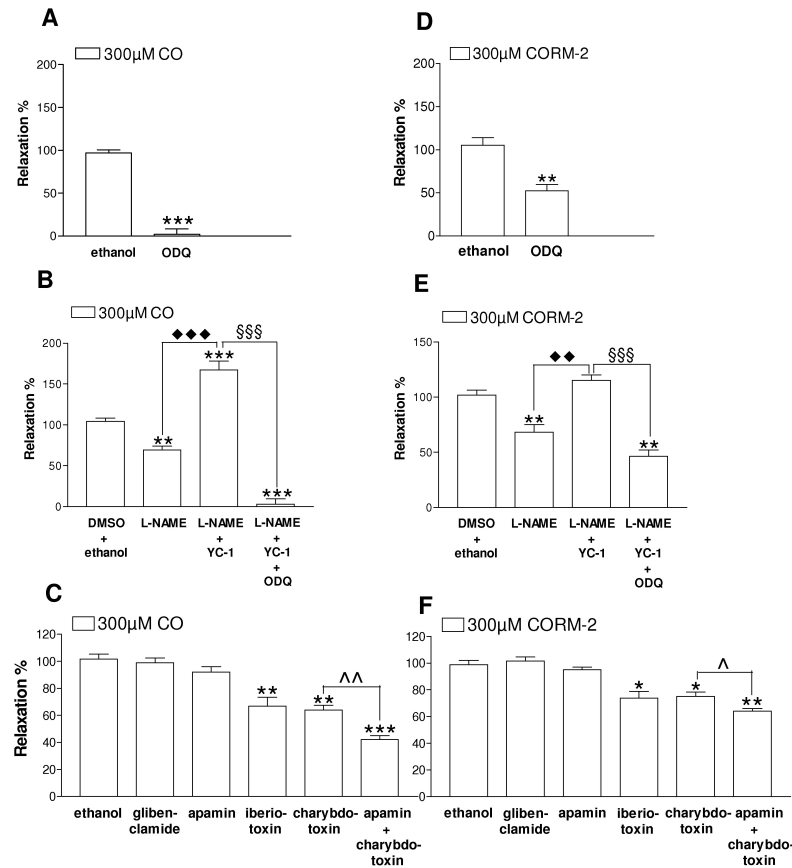 A
300µM CO
Relaxation %
200
150
100
50
0
***
ethanol
ODQ
D
300µM CORM-2
Relaxation %
200
150
100
50
0
**
ethanol
ODQ
B
300µM CO
Relaxation %
200
150
100
50
0
◆◆◆
§§§
**
***
***
DMSO
+
ethanol
L-NAME
L-NAME
+
YC-1
L-NAME
+
YC-1
+
ODQ
E
300µM CORM-2
Relaxation %
150
100
50
0
◆◆
§§§
**
**
DMSO
+
ethanol
L-NAME
L-NAME
+
YC-1
L-NAME
+
YC-1
+
ODQ
C
300µM CO
Relaxation %
120
100
80
60
40
20
0
^^
**
**
***
ethanol
gliben-
clamide
apamin
iberio-
toxin
charybdo-
toxin
apamin
+
charybdo-
toxin
F
300µM CORM-2
120
100
80
60
40
20
0
^
*
*
**
ethanol
gliben-
clamide
apamin
iberio-
toxin
charybdo-
toxin
apamin
+
charybdo-
toxin